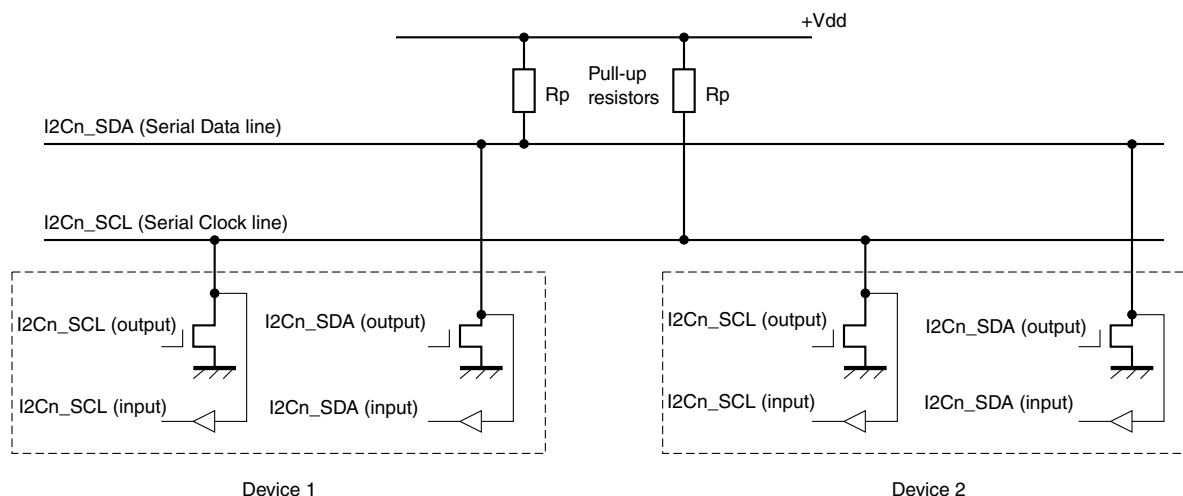 +Vdd
Pull-up
resistors
Rp
Rp
I2Cn_SDA (Serial Data line)
I2Cn_SCL (Serial Clock line)
I2Cn_SCL (output)
I2Cn_SDA (output)
I2Cn_SCL (output)
I2Cn_SDA (output)
I2Cn_SCL (input)
I2Cn_SDA (input)
I2Cn_SCL (input)
I2Cn_SDA (input)
Device 1
Device 2